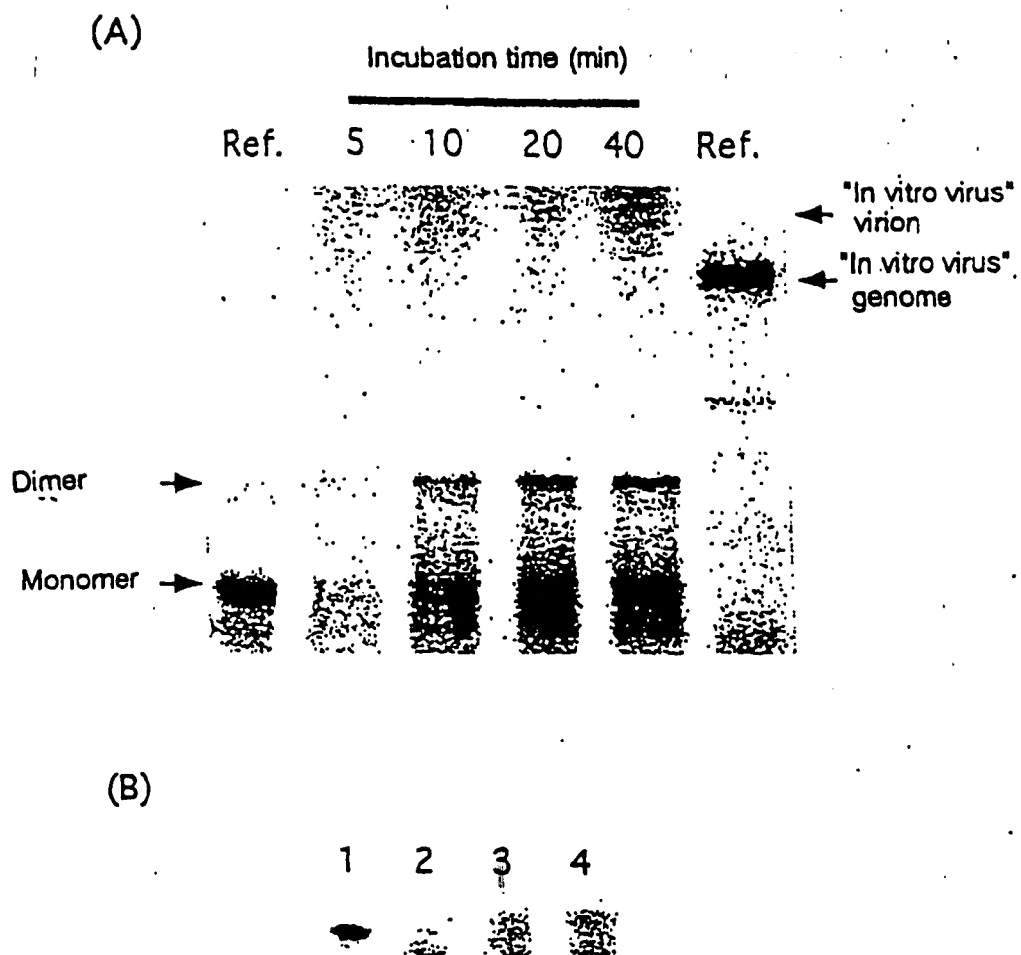 (A)
Incubation time (min)
Ref. 5 10 20 40 Ref.
"In vitro virus"
virion
"In vitro virus"
genome
Dimer
Monomer
(B)
1 2 3 4